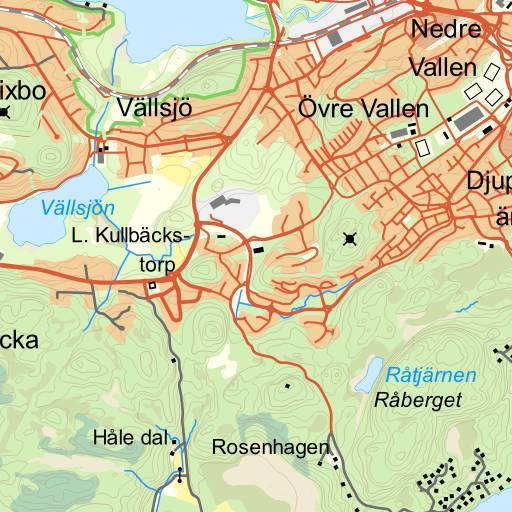 Nedre
Vallen
ixbo
Vällsjö
Övre Vallen
Djup
är
Vällsjön
L. Kullbäcks-
torp
cka
Råtjärnen
Råberget
Håle dal.
Rosenhagen